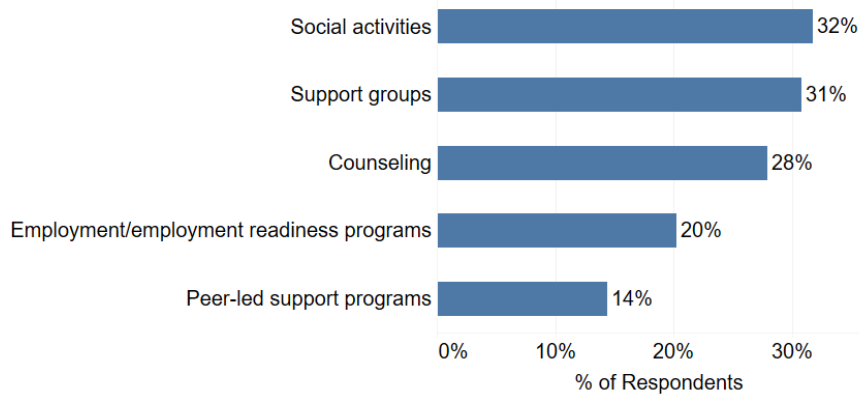 Social activities 32%
Support groups 31%
Counseling 28%
Employment/employment readiness programs 20%
Peer-led support programs 14%
0% 10% 20% 30%
% of Respondents